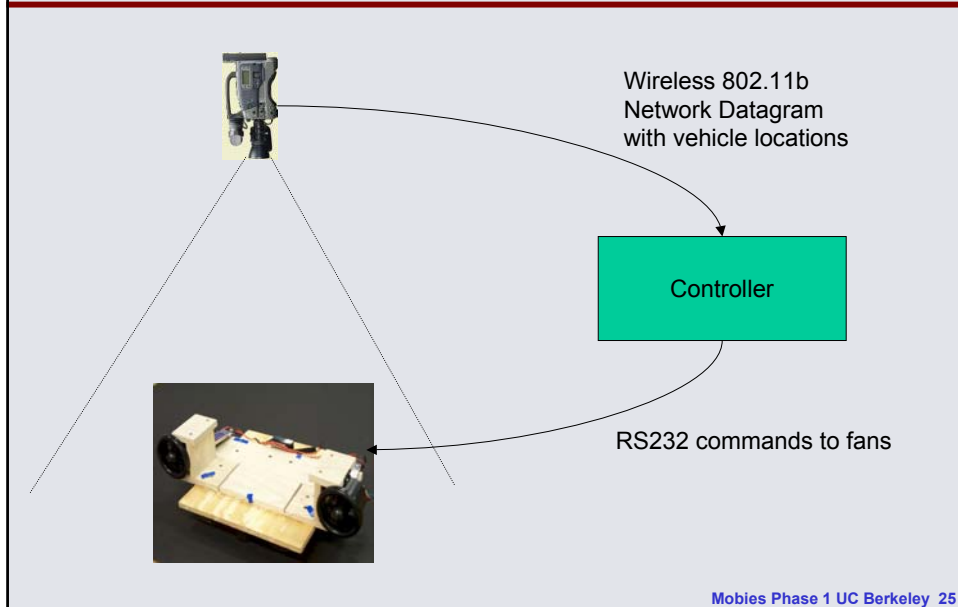 Wireless 802.11b
Network Datagram
with vehicle locations
Controller
RS232 commands to fans
Mobies Phase 1 UC Berkeley 25